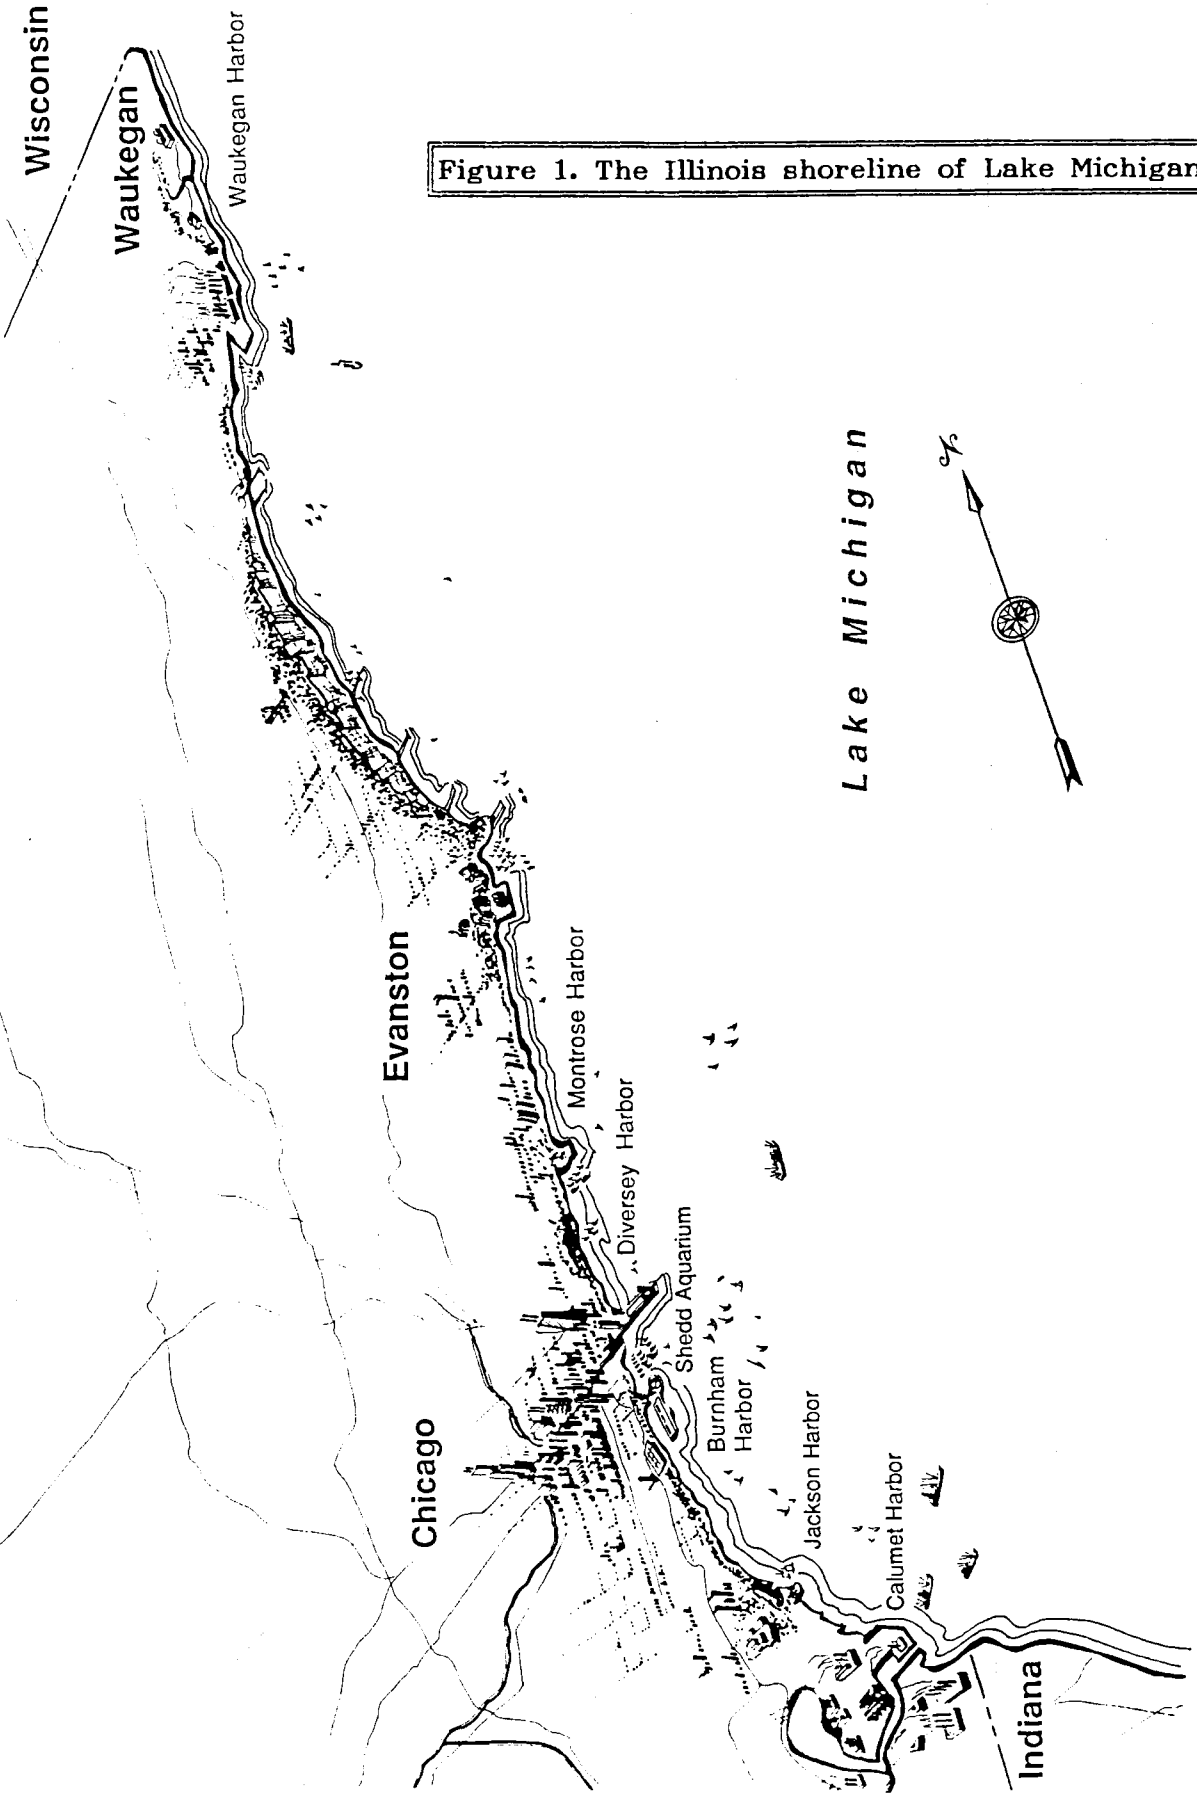 Figure 1. The Illinois shoreline of Lake Michigan
Wisconsin
Waukegan
Waukegan Harbor
Lake Michigan
N
Evanston
Montrose Harbor
Diversey Harbor
Shedd Aquarium
Burnham
Harbor
Chicago
Jackson Harbor
Calumet Harbor
Indiana